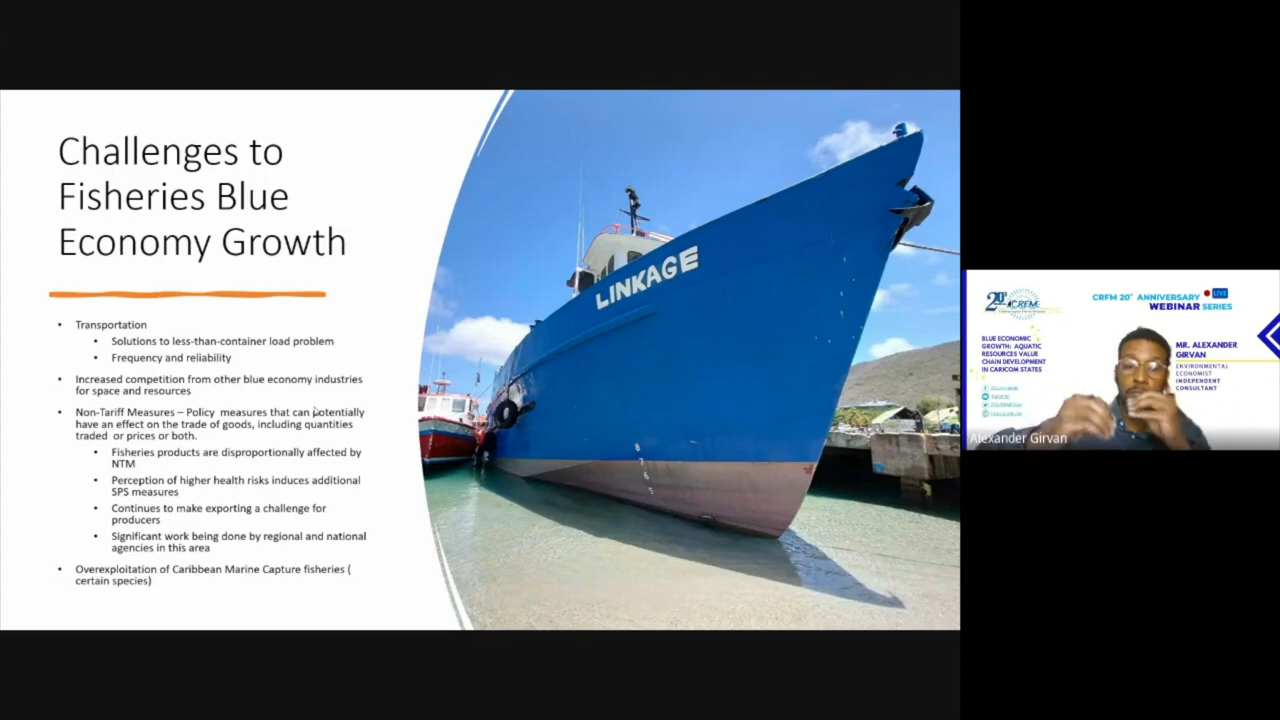 Challenges to
Fisheries Blue
Economy Growth
• Transportation
• Solutions to less-than-container load problem
• Frequency and reliability
• Increased competition from other blue economy industries
for space and resources
• Non-Tariff Measures – Policy measures that can potentially
have an effect on the trade of goods, including quantities
traded or prices or both.
• Fisheries products are disproportionally affected by
NTM
• Perception of higher health risks induces additional
SPS measures
• Continues to make exporting a challenge for
producers
• Significant work being done by regional and national
agencies in this area
• Overexploitation of Caribbean Marine Capture fisheries (
certain species)
LINKAGE
8
7
6
5
CRFM
CRFM 20th ANNIVERSARY LIVE
WEBINAR SERIES
BLUE ECONOMIC
GROWTH: AQUATIC
RESOURCES VALUE
CHAIN DEVELOPMENT
IN CARICOM STATES
MR. ALEXANDER
GIRVAN
ENVIRONMENTAL
ECONOMIST
INDEPENDENT
CONSULTANT
Alexander Girvan